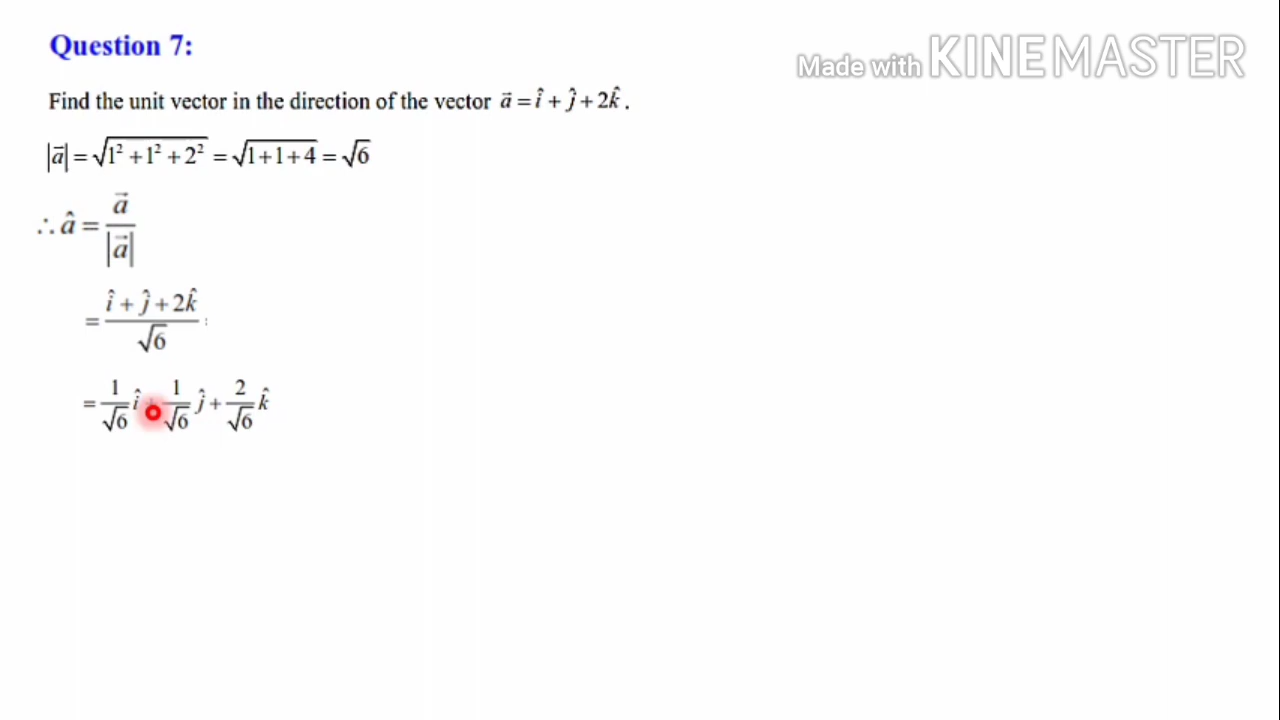 Question 7:
Made with KINEMASTER
Find the unit vector in the direction of the vector a⃗ = î + ĵ + 2k̂ .
|a⃗| = √(1² + 1² + 2²) = √(1+1+4) = √6
∴ â = a⃗ / |a⃗|
= (î + ĵ + 2k̂) / √6
= 1/√6 î + 1/√6 ĵ + 2/√6 k̂